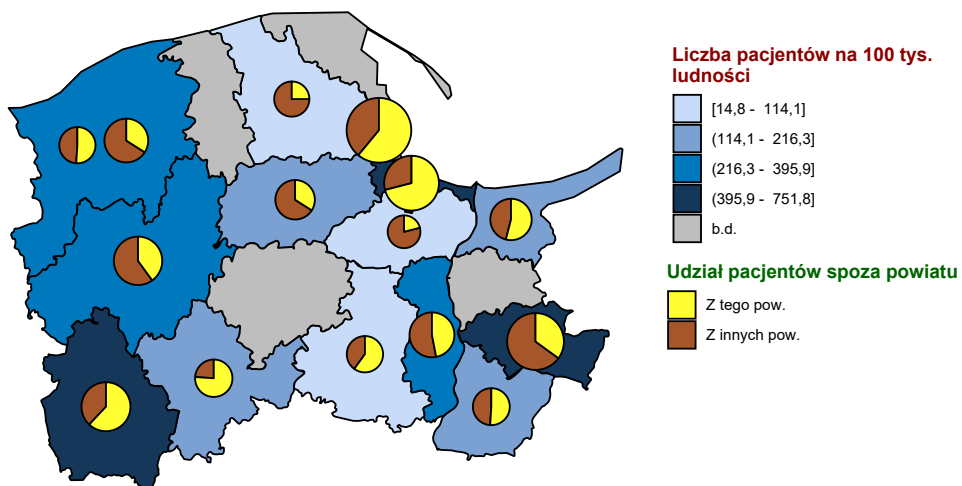 Liczba pacjentów na 100 tys.
ludności
[14,8 - 114,1]
(114,1 - 216,3]
(216,3 - 395,9]
(395,9 - 751,8]
b.d.
Udział pacjentów spoza powiatu
Z tego pow.
Z innych pow.